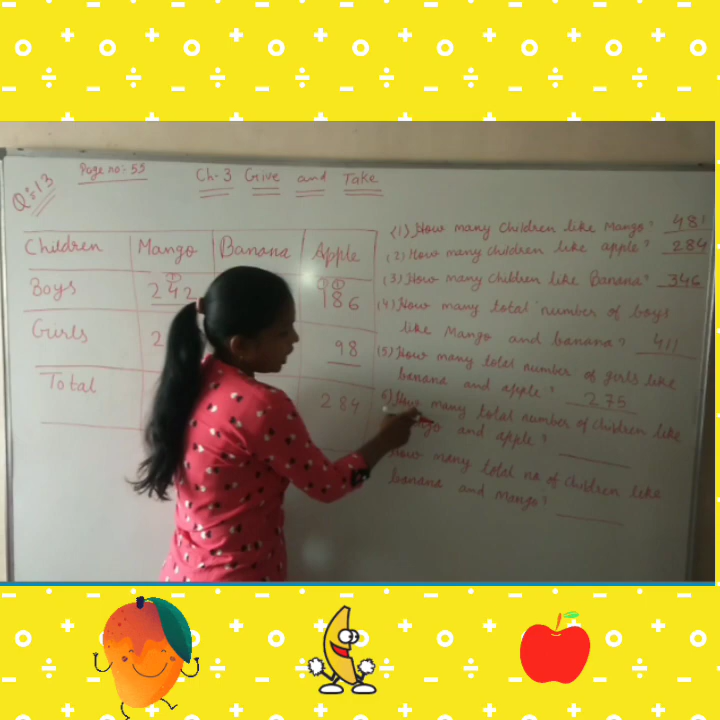 Q:-13
Page no:- 53
Ch-3 Give and Take
Children Mango Banana Apple
Boys 242 186
Girls 2 98
Total 284
(1) How many Children like Mango? 481
(2) How many children like apple? 284
(3) How many Children like Banana? 346
(4) How many total number of boys
like Mango and banana? 411
(5) How many total number of girls like
banana and apple? 275
6) How many total number of children like
and apple?
How many total no of children like
banana and Mango?